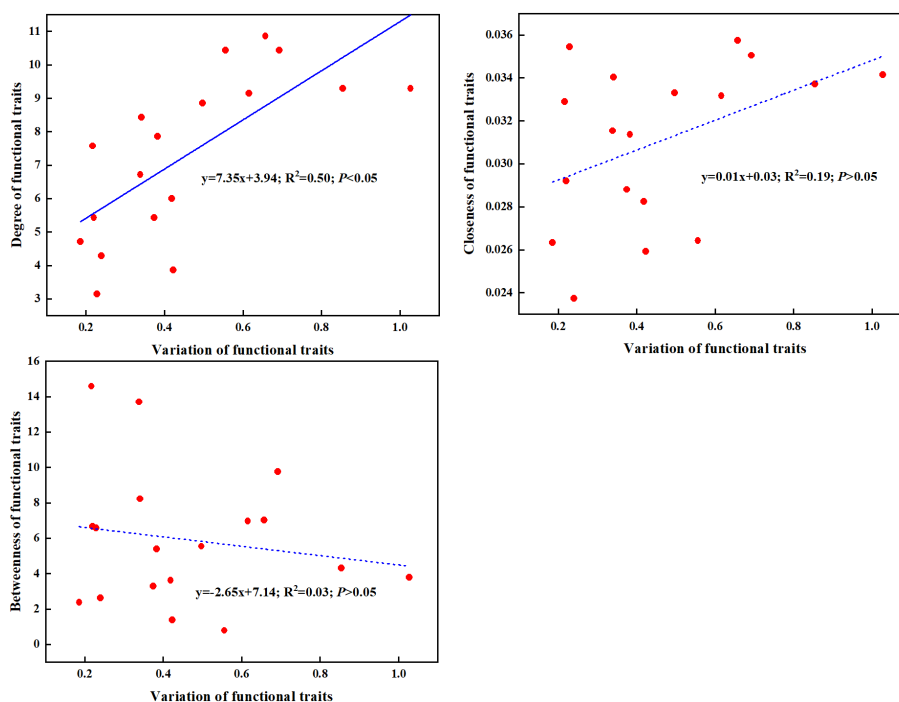 11
10
9
8
7
6
5
4
3
Degree of functional traits
y=7.35x+3.94; R²=0.50; P<0.05
0.2 0.4 0.6 0.8 1.0
Variation of functional traits
0.036
0.034
0.032
0.030
0.028
0.026
0.024
Closeness of functional traits
y=0.01x+0.03; R²=0.19; P>0.05
0.2 0.4 0.6 0.8 1.0
Variation of functional traits
16
14
12
10
8
6
4
2
0
Betweenness of functional traits
y=-2.65x+7.14; R²=0.03; P>0.05
0.2 0.4 0.6 0.8 1.0
Variation of functional traits